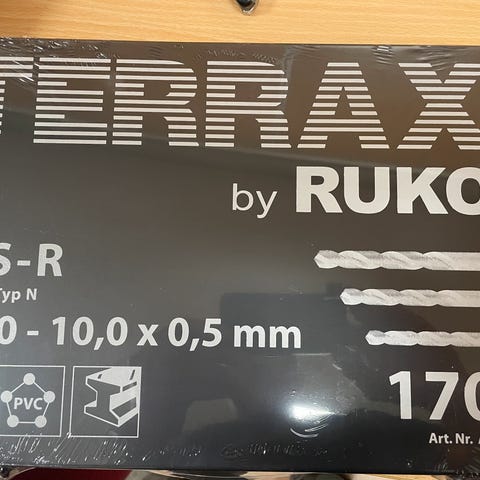 TERRAX
by RUKO
S-R
Typ N
0 - 10,0 x 0,5 mm
PVC
170
Art. Nr. A